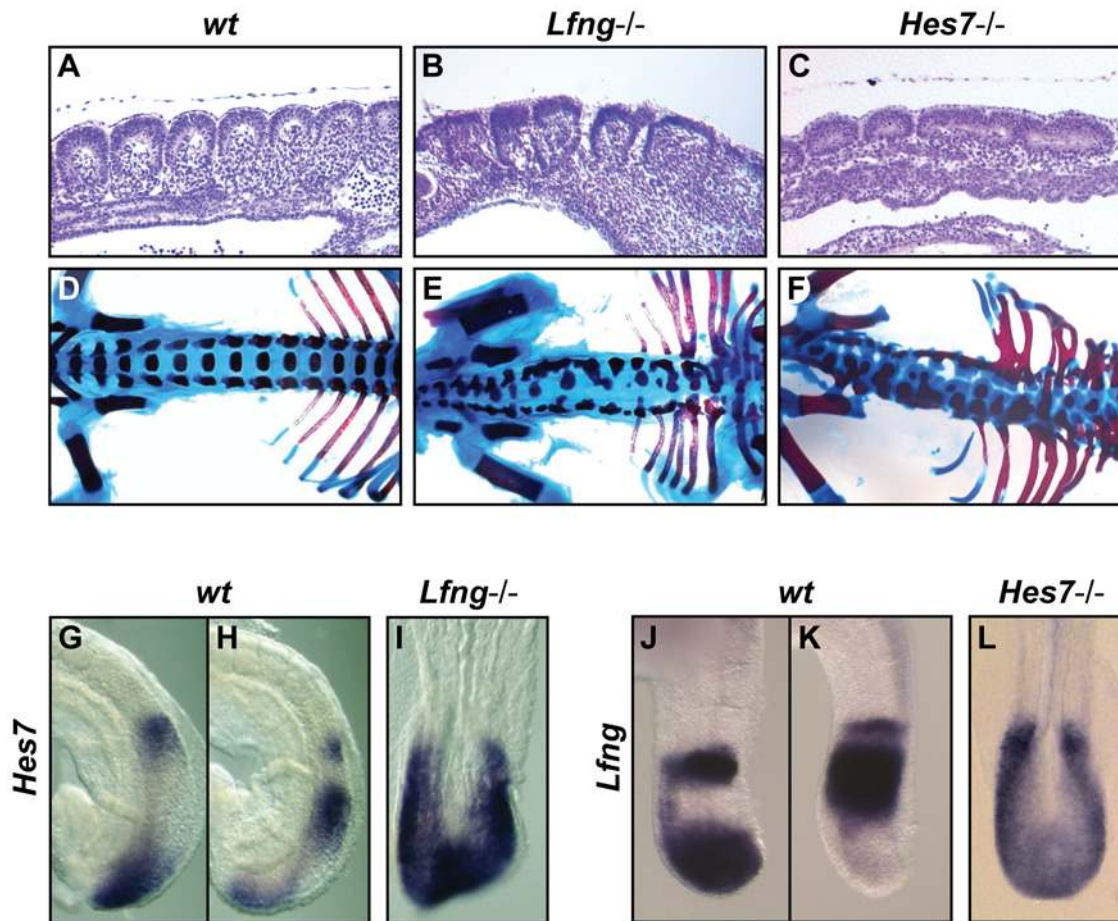 wt Lfng-/- Hes7-/-
A B C
D E F
wt Lfng-/- wt Hes7-/-
G H I J K L
Hes7 Lfng